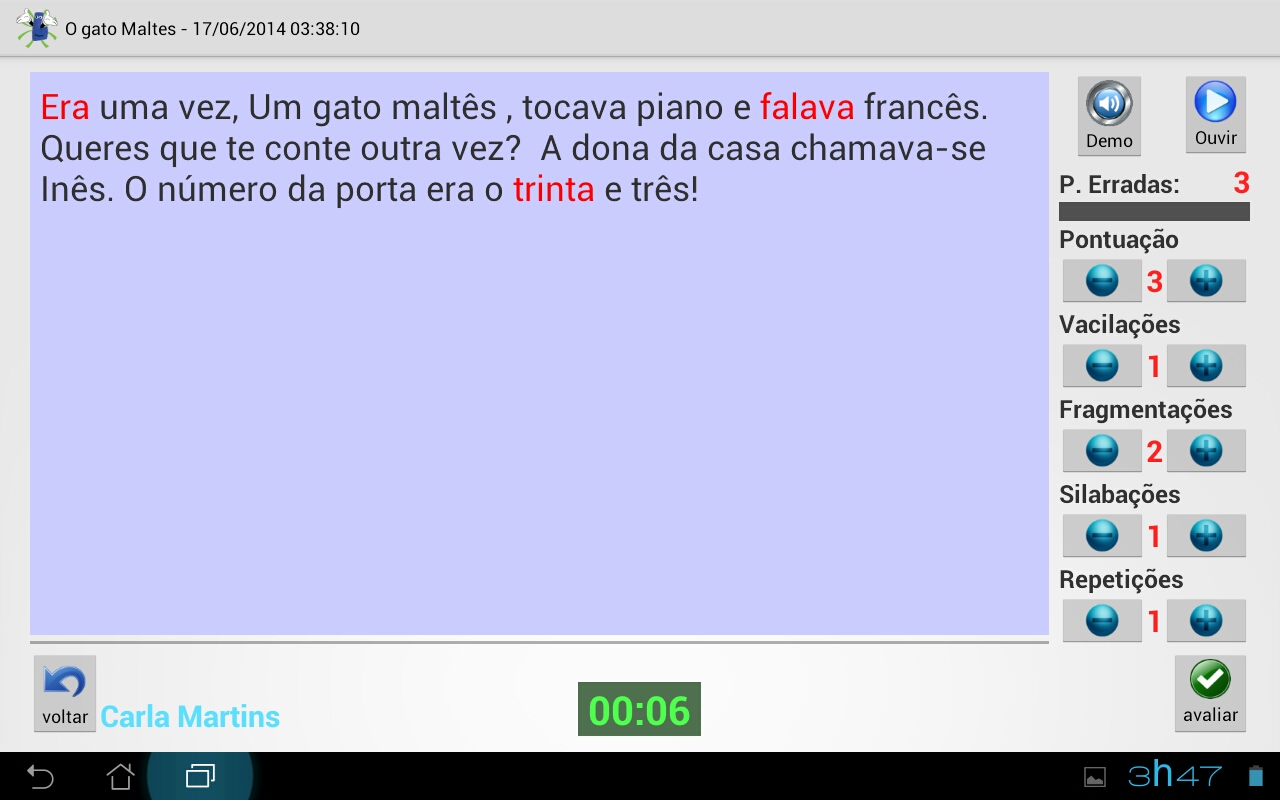 O gato Maltes - 17/06/2014 03:38:10
Era uma vez, Um gato maltês , tocava piano e falava francês.
Queres que te conte outra vez?  A dona da casa chamava-se
Inês. O número da porta era o trinta e três!
Demo
Ouvir
P. Erradas: 3
Pontuação
3
Vacilações
1
Fragmentações
2
Silabações
1
Repetições
1
voltar
Carla Martins
00:06
avaliar
3h47